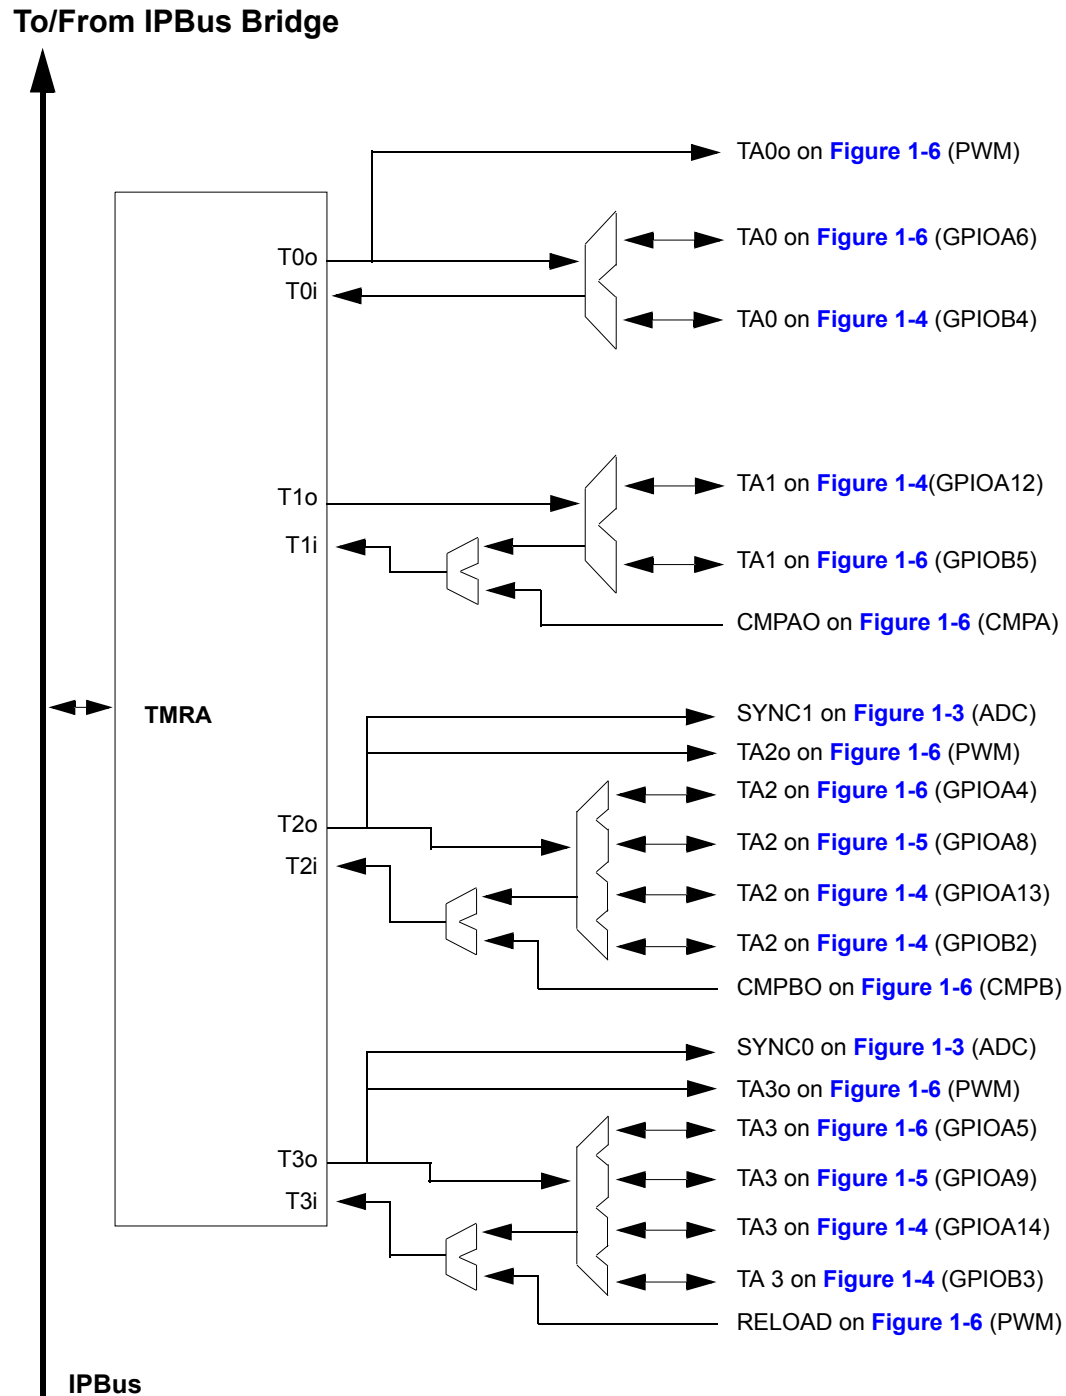 To/From IPBus Bridge
TA0o on Figure 1-6 (PWM)
T0o
TA0 on Figure 1-6 (GPIOA6)
T0i
TA0 on Figure 1-4 (GPIOB4)
T1o
TA1 on Figure 1-4(GPIOA12)
T1i
TA1 on Figure 1-6 (GPIOB5)
CMPAO on Figure 1-6 (CMPA)
TMRA
SYNC1 on Figure 1-3 (ADC)
TA2o on Figure 1-6 (PWM)
TA2 on Figure 1-6 (GPIOA4)
T2o
TA2 on Figure 1-5 (GPIOA8)
T2i
TA2 on Figure 1-4 (GPIOA13)
TA2 on Figure 1-4 (GPIOB2)
CMPBO on Figure 1-6 (CMPB)
SYNC0 on Figure 1-3 (ADC)
TA3o on Figure 1-6 (PWM)
TA3 on Figure 1-6 (GPIOA5)
T3o
TA3 on Figure 1-5 (GPIOA9)
T3i
TA3 on Figure 1-4 (GPIOA14)
TA 3 on Figure 1-4 (GPIOB3)
RELOAD on Figure 1-6 (PWM)
IPBus